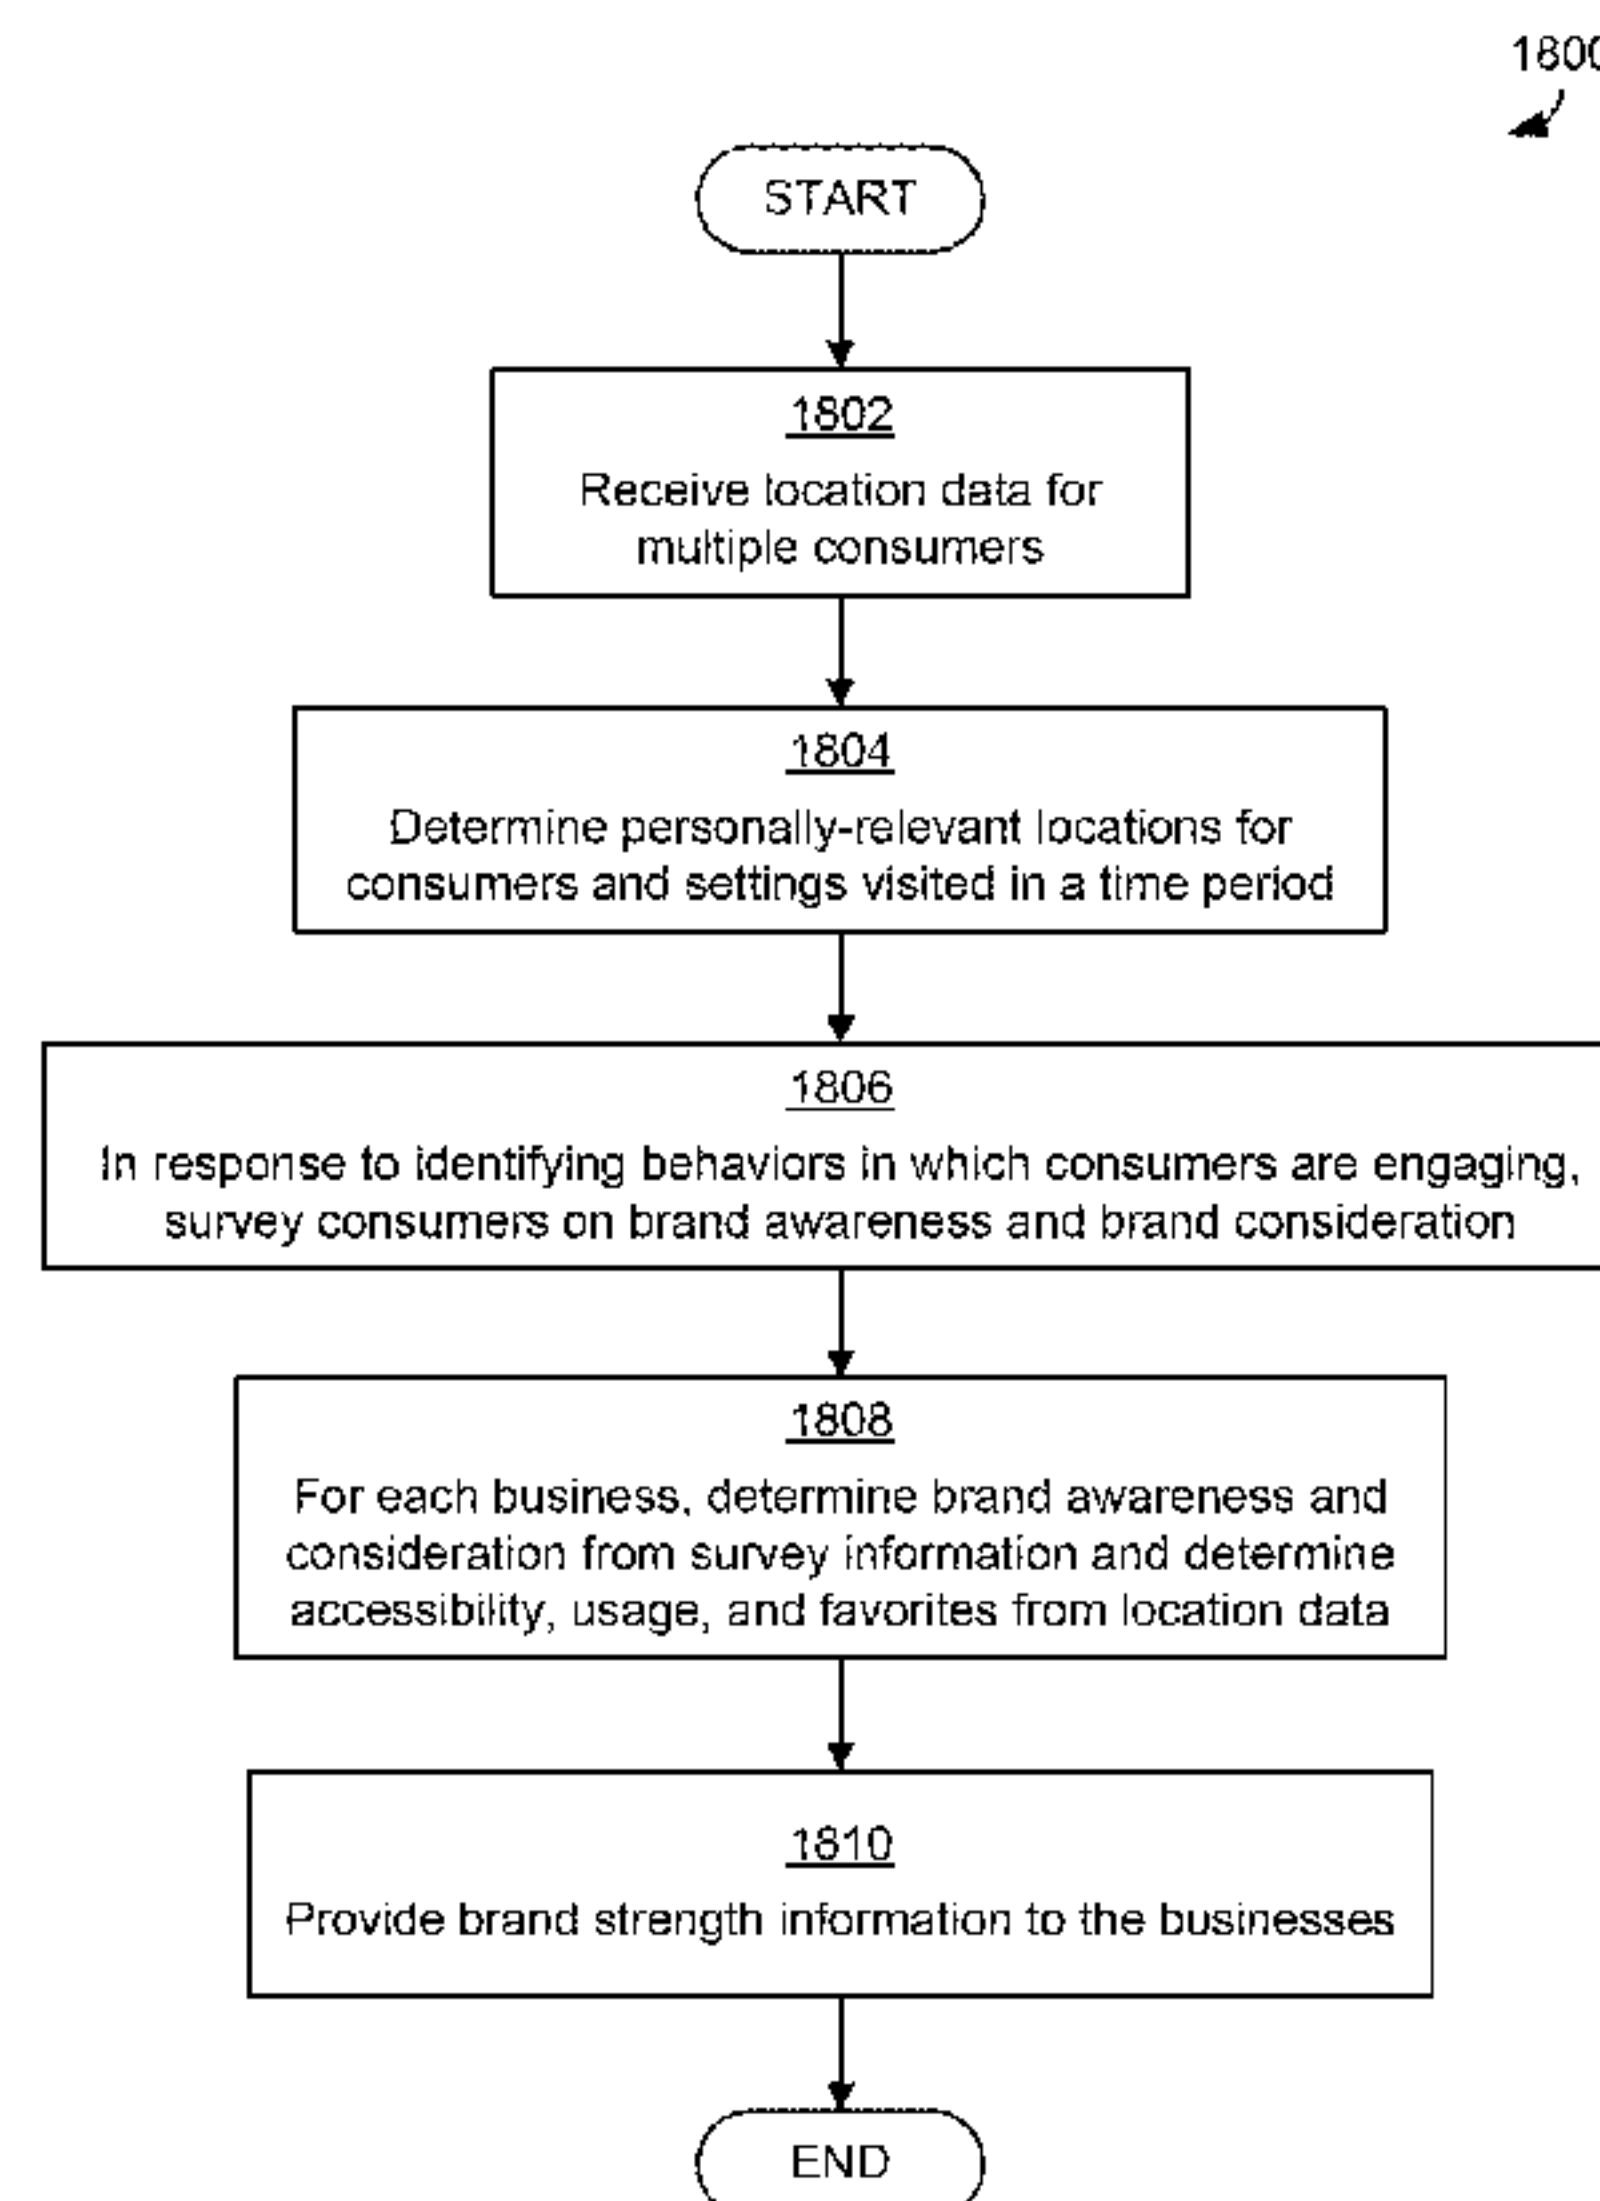 1800
START
1802
Receive location data for
multiple consumers
1804
Determine personally-relevant locations for
consumers and settings visited in a time period
1806
In response to identifying behaviors in which consumers are engaging,
survey consumers on brand awareness and brand consideration
1808
For each business, determine brand awareness and
consideration from survey information and determine
accessibility, usage, and favorites from location data
1810
Provide brand strength information to the businesses
END